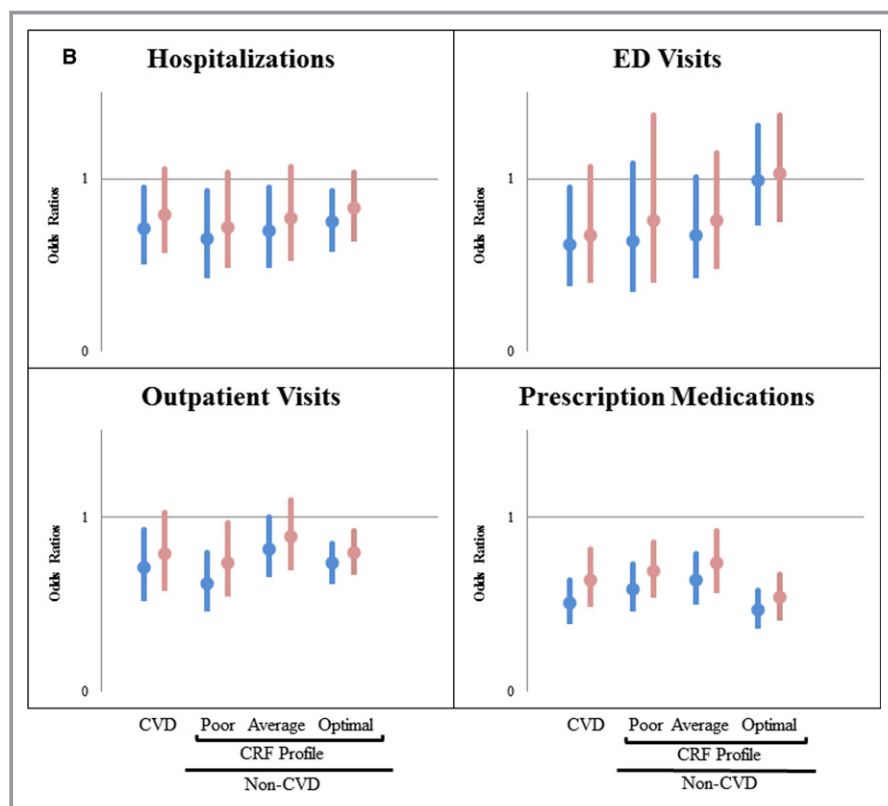 B
Hospitalizations
Odds Ratios
1
0
ED Visits
Odds Ratios
1
0
Outpatient Visits
Odds Ratios
1
0
CVD Poor Average Optimal
CRF Profile
Non-CVD
Prescription Medications
Odds Ratios
1
0
CVD Poor Average Optimal
CRF Profile
Non-CVD